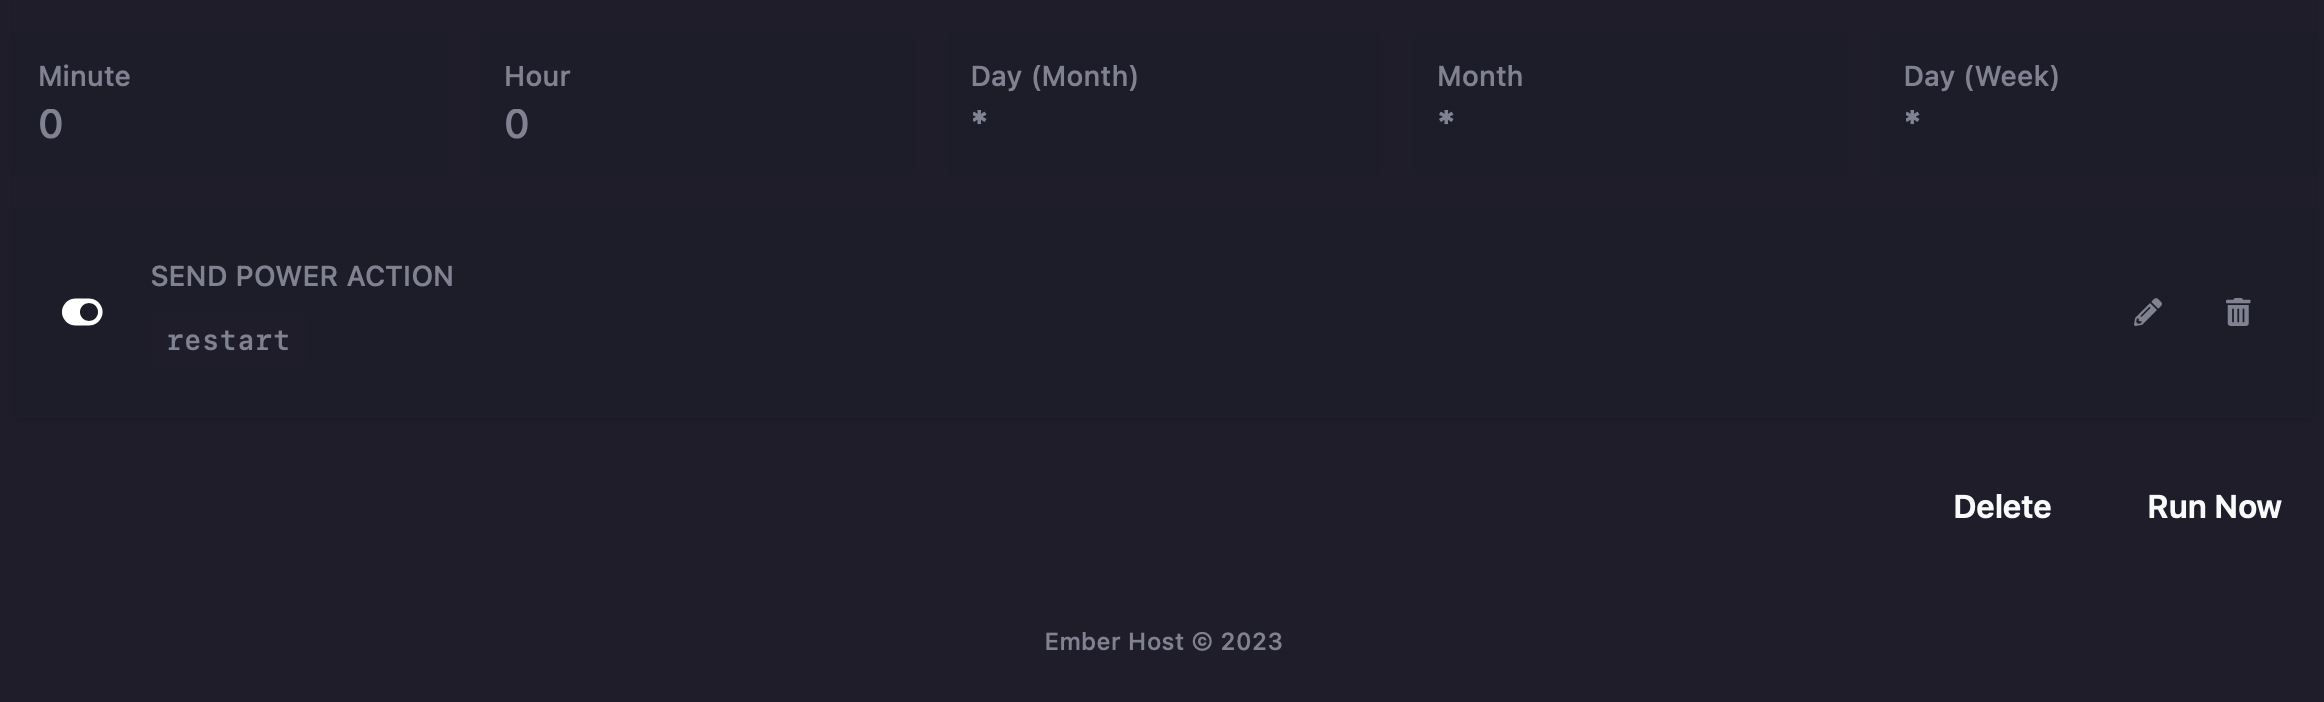 Minute Hour Day (Month) Month Day (Week)
0 0 * * *
SEND POWER ACTION
restart
Delete Run Now
Ember Host © 2023